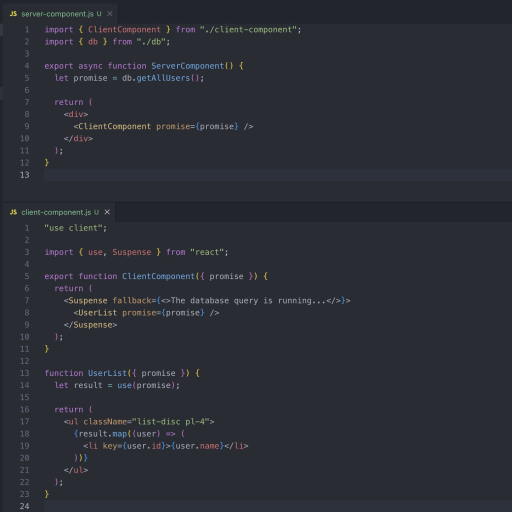 JS server-component.js U ×
1 import { ClientComponent } from "./client-component";
2 import { db } from "./db";
3
4 export async function ServerComponent() {
5   let promise = db.getAllUsers();
6
7   return (
8     <div>
9       <ClientComponent promise={promise} />
10     </div>
11   );
12 }
13
JS client-component.js U ×
1 "use client";
2
3 import { use, Suspense } from "react";
4
5 export function ClientComponent({ promise }) {
6   return (
7     <Suspense fallback={<>The database query is running...</>}>
8       <UserList promise={promise} />
9     </Suspense>
10   );
11 }
12
13 function UserList({ promise }) {
14   let result = use(promise);
15
16   return (
17     <ul className="list-disc pl-4">
18       {result.map((user) => (
19         <li key={user.id}>{user.name}</li>
20       ))}
21     </ul>
22   );
23 }
24